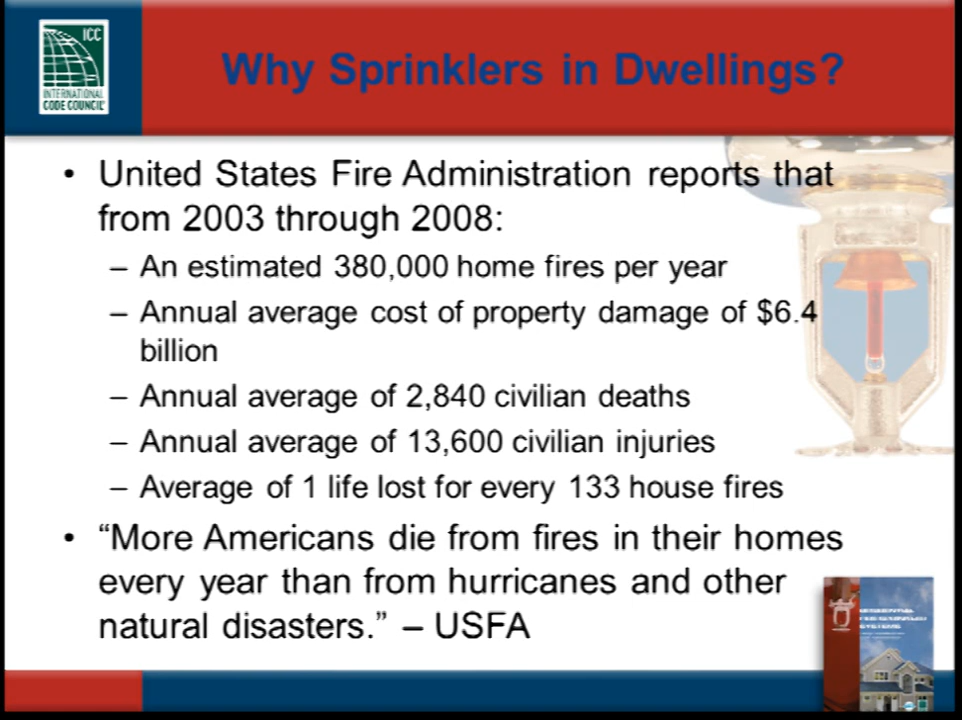 ICC
INTERNATIONAL
CODE COUNCIL
Why Sprinklers in Dwellings?
• United States Fire Administration reports that
from 2003 through 2008:
– An estimated 380,000 home fires per year
– Annual average cost of property damage of $6.4
billion
– Annual average of 2,840 civilian deaths
– Annual average of 13,600 civilian injuries
– Average of 1 life lost for every 133 house fires
• “More Americans die from fires in their homes
every year than from hurricanes and other
natural disasters.” – USFA